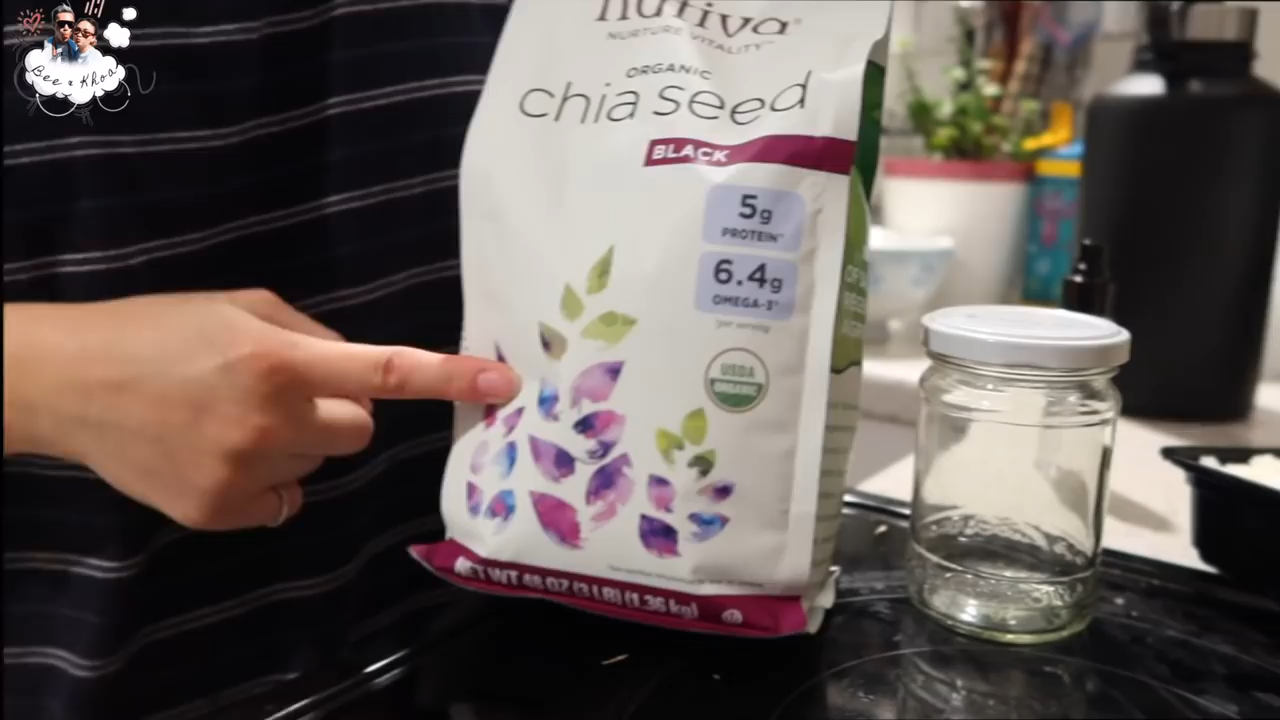 Bee & Khoa
nutiva
NURTURE VITALITY™
ORGANIC
chia seed
BLACK
5g
PROTEIN*
6.4g
OMEGA-3*
*per serving
USDA
ORGANIC
NET WT 48 OZ (3 LB) (1.36 kg)